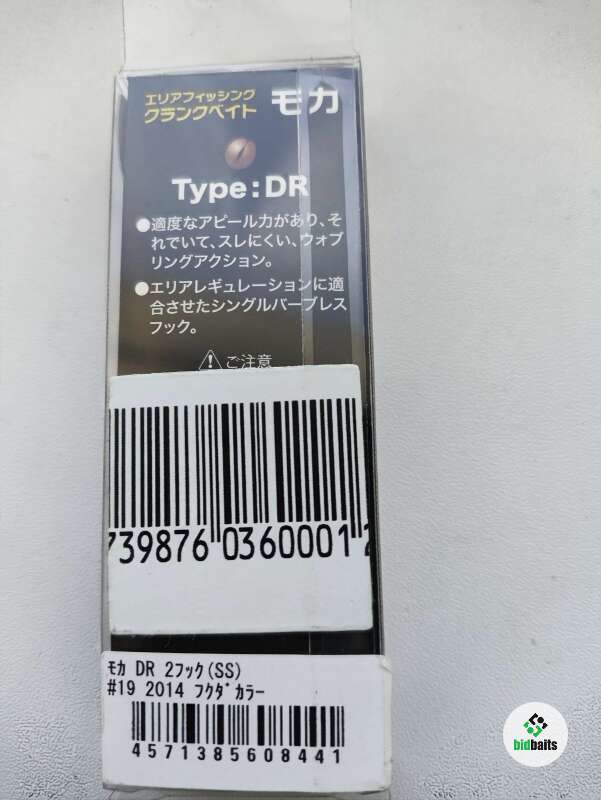 エリアフィッシング
クランクベイト モカ
Type:DR
●適度なアピール力があり、そ
れでいて、スレにくい、ウォブ
リングアクション。
●エリアレギュレーションに適
合させたシングルバーブレス
フック。
ご注意
739876 03600012
ﾓｶ DR 2ﾌｯｸ(SS)
#19 2014 ﾌｸﾀﾞｶﾗｰ
4571385608441
bidbaits